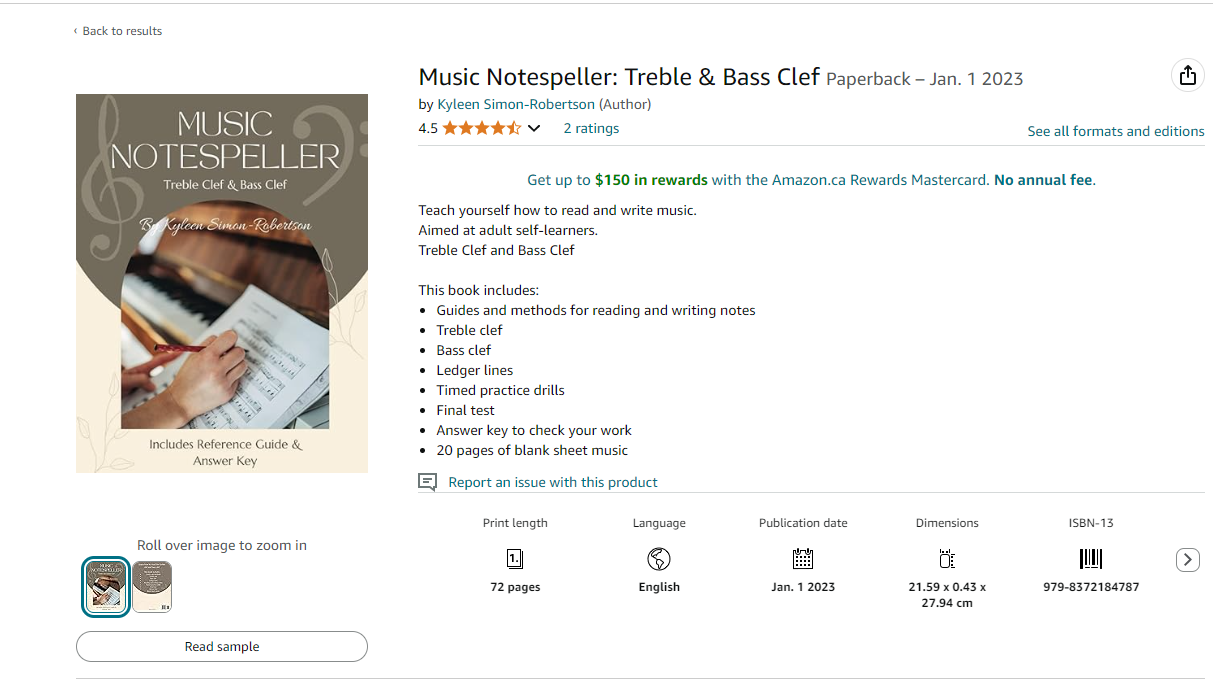 ‹ Back to results
MUSIC
NOTESPELLER
Treble Clef & Bass Clef
By Kyleen Simon-Robertson
Includes Reference Guide &
Answer Key
Roll over image to zoom in
MUSIC
NOTESPELLER
Read sample
Music Notespeller: Treble & Bass Clef Paperback – Jan. 1 2023
by Kyleen Simon-Robertson (Author)
4.5 2 ratings
See all formats and editions
Get up to $150 in rewards with the Amazon.ca Rewards Mastercard. No annual fee.
Teach yourself how to read and write music.
Aimed at adult self-learners.
Treble Clef and Bass Clef
This book includes:
• Guides and methods for reading and writing notes
• Treble clef
• Bass clef
• Ledger lines
• Timed practice drills
• Final test
• Answer key to check your work
• 20 pages of blank sheet music
Report an issue with this product
Print length
1.
72 pages
Language
English
Publication date
Jan. 1 2023
Dimensions
21.59 x 0.43 x
27.94 cm
ISBN-13
979-8372184787